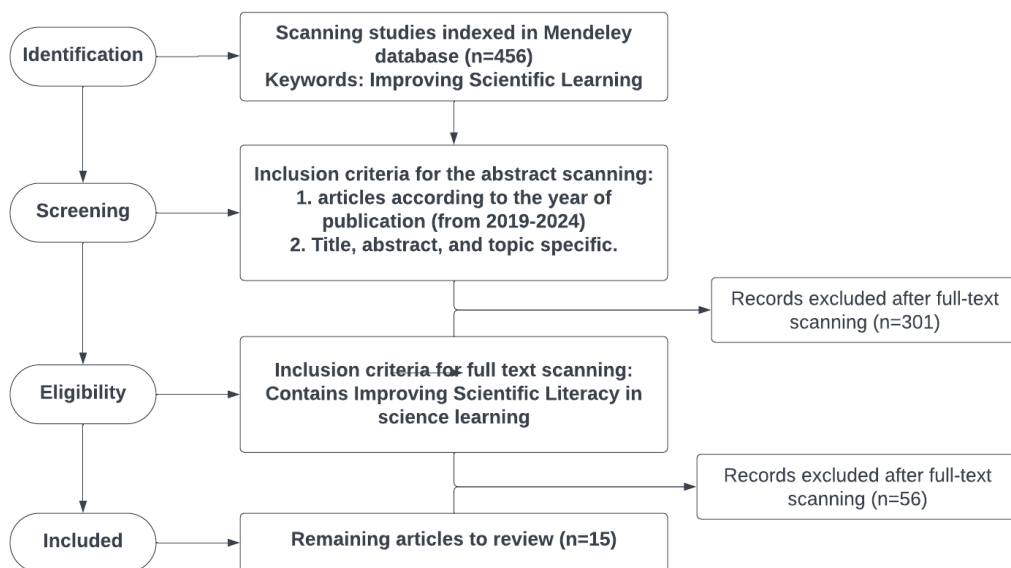 Identification
Scanning studies indexed in Mendeley
database (n=456)
Keywords: Improving Scientific Learning
Screening
Inclusion criteria for the abstract scanning:
1. articles according to the year of
publication (from 2019-2024)
2. Title, abstract, and topic specific.
Records excluded after full-text
scanning (n=301)
Eligibility
Inclusion criteria for full text scanning:
Contains Improving Scientific Literacy in
science learning
Records excluded after full-text
scanning (n=56)
Included
Remaining articles to review (n=15)